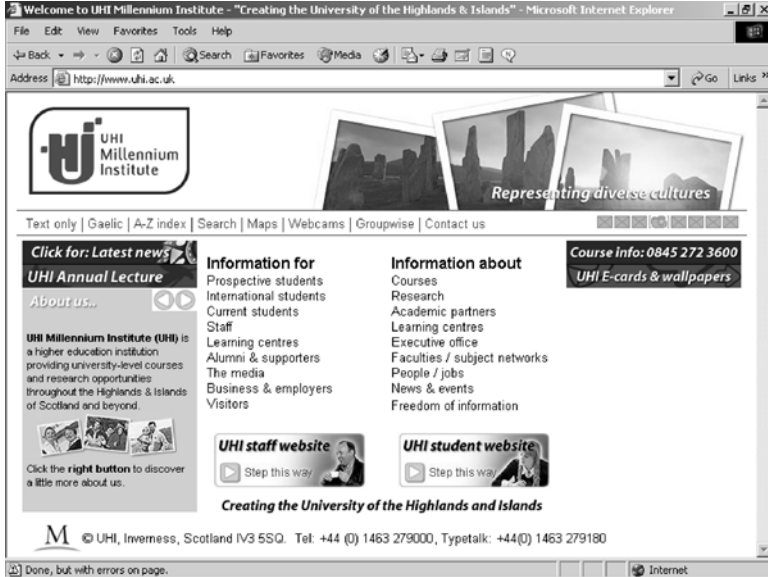 Welcome to UHI Millennium Institute - "Creating the University of the Highlands & Islands" - Microsoft Internet Explorer
File Edit View Favorites Tools Help
Back Search Favorites Media
Address http://www.uhi.ac.uk Go Links
UHI
Millennium
Institute
Representing diverse cultures
Text only | Gaelic | A-Z index | Search | Maps | Webcams | Groupwise | Contact us
Click for: Latest news
UHI Annual Lecture
About us..
UHI Millennium Institute (UHI) is
a higher education institution
providing university-level courses
and research opportunities
throughout the Highlands & Islands
of Scotland and beyond.
Click the right button to discover
a little more about us.
Information for
Prospective students
International students
Current students
Staff
Learning centres
Alumni & supporters
The media
Business & employers
Visitors
Information about
Courses
Research
Academic partners
Learning centres
Executive office
Faculties / subject networks
People / jobs
News & events
Freedom of information
Course info: 0845 272 3600
UHI E-cards & wallpapers
UHI staff website
Step this way
UHI student website
Step this way
Creating the University of the Highlands and Islands
M © UHI, Inverness, Scotland IV3 5SQ. Tel: +44 (0) 1463 279000, Typetalk: +44(0) 1463 279180
Done, but with errors on page. Internet